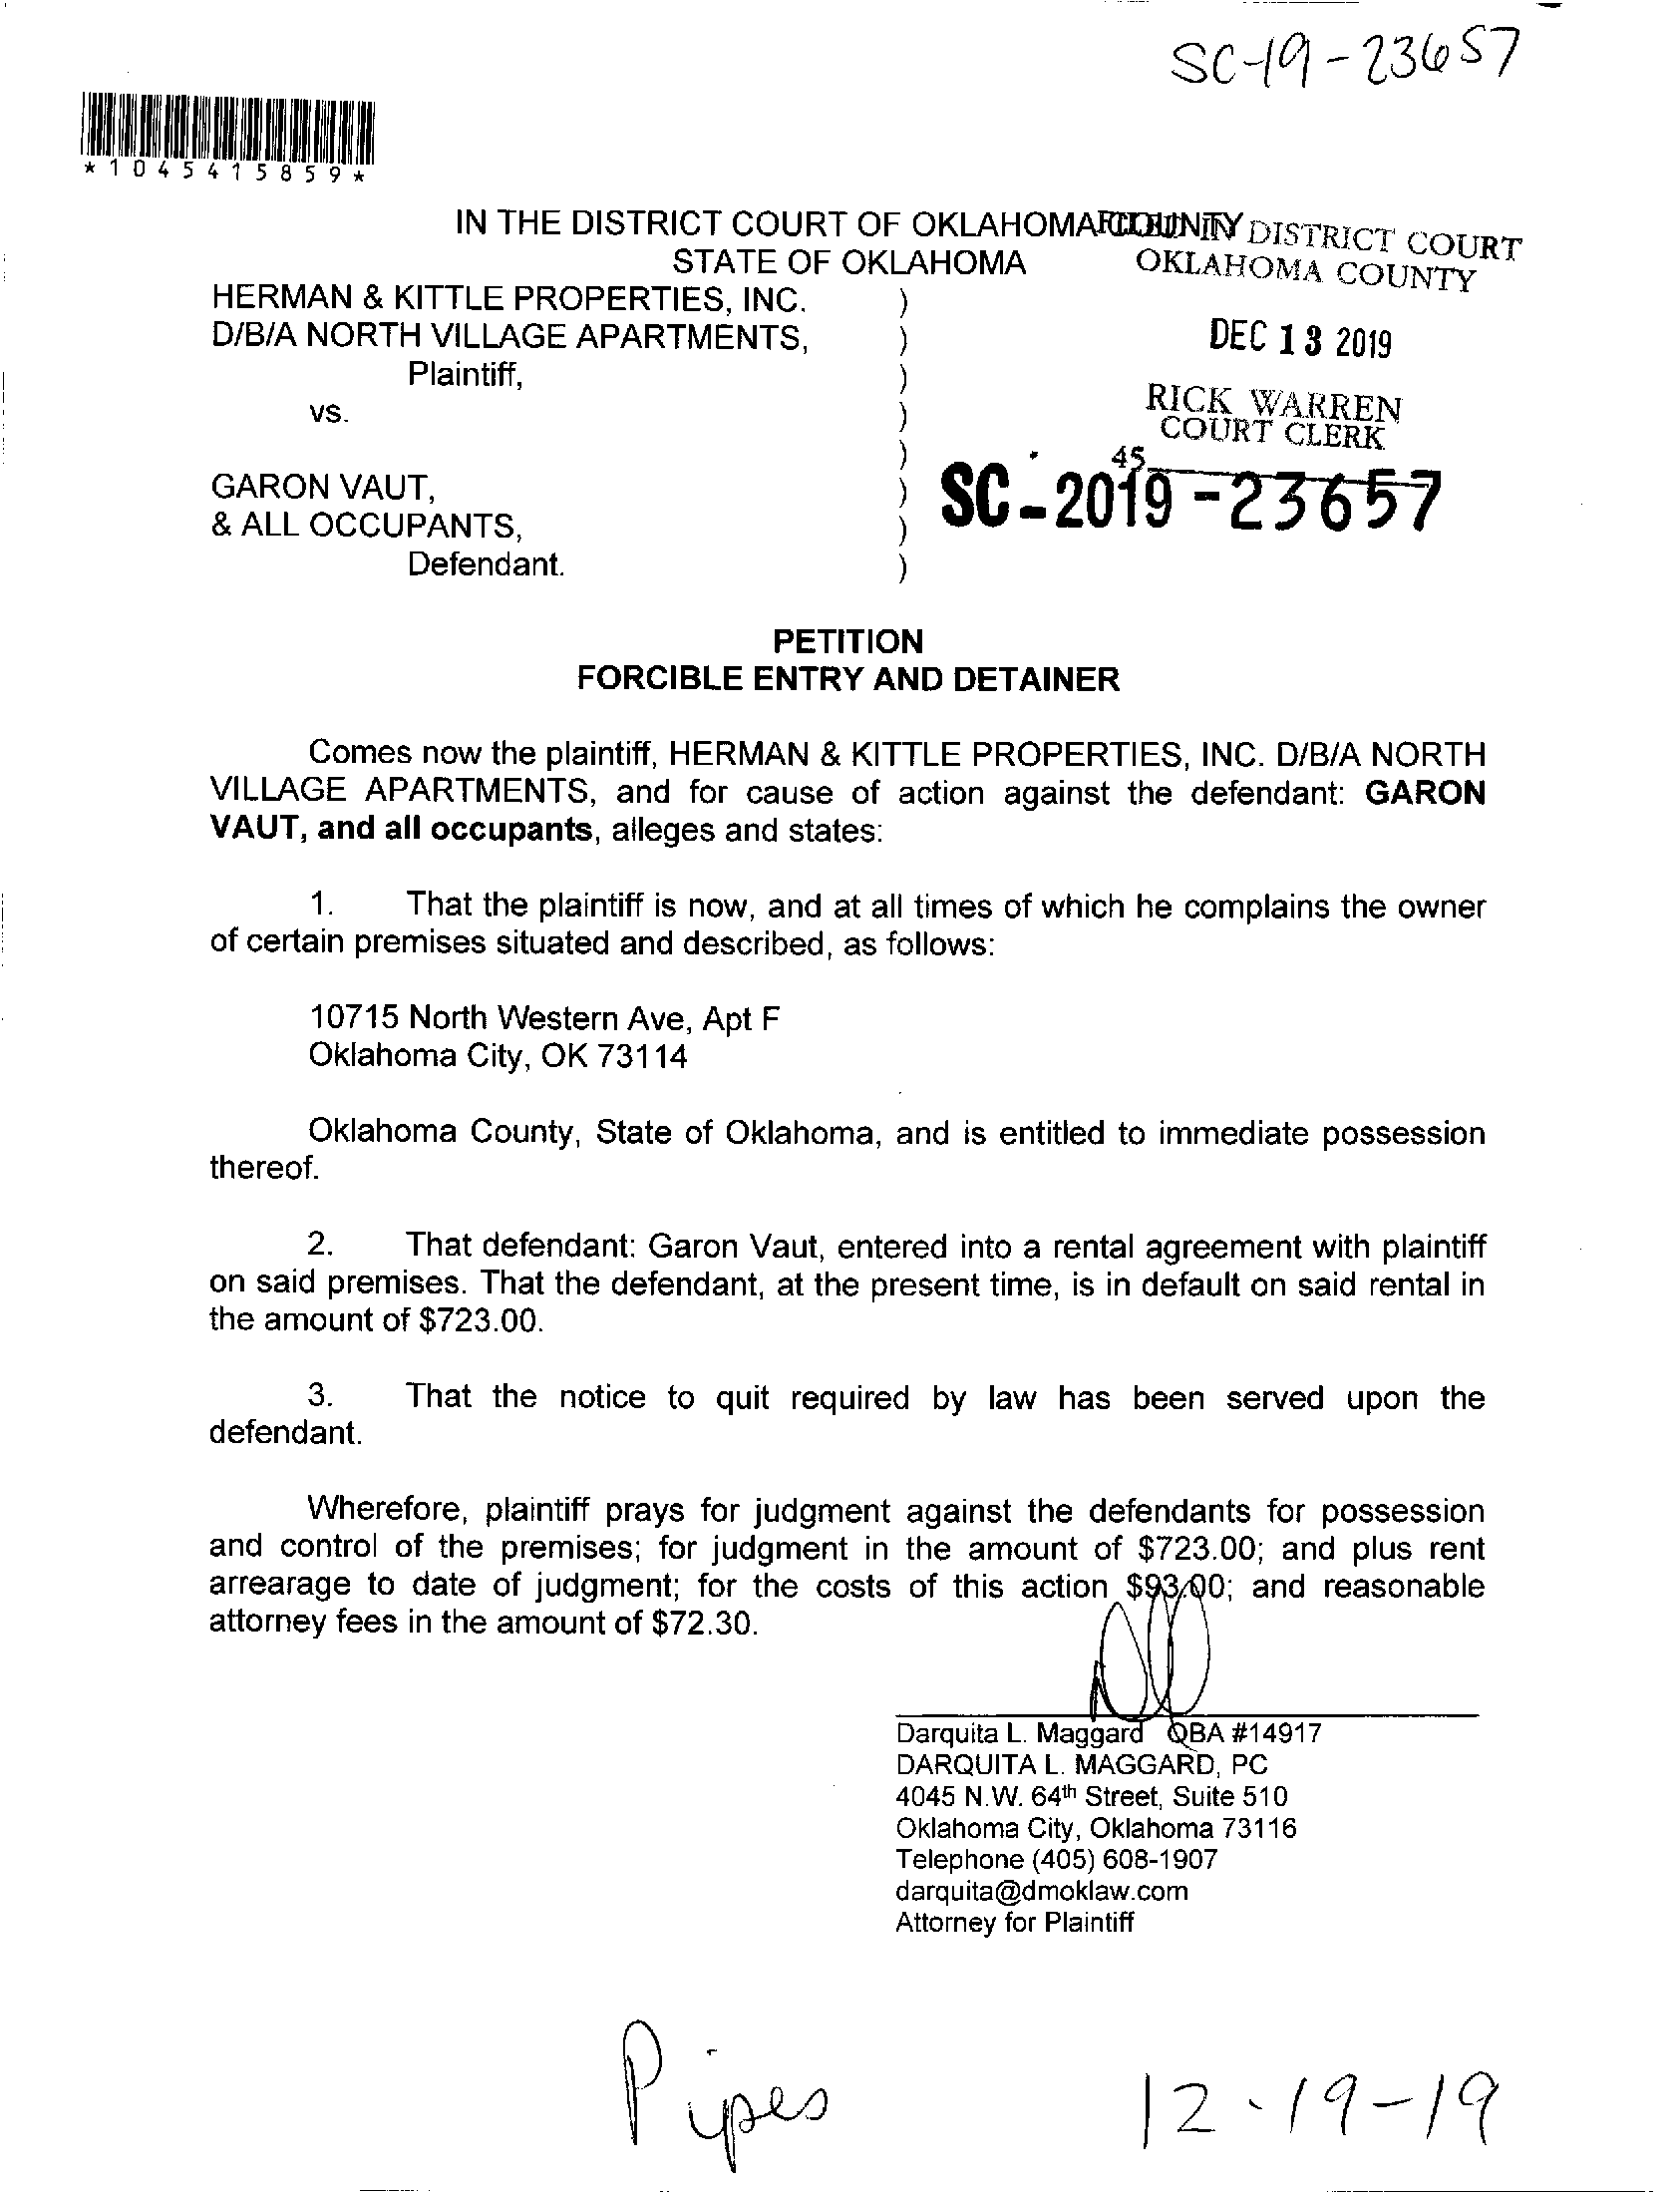 SC-19-23657
*1045415859*
IN THE DISTRICT COURT OF OKLAHOMA COUNTY
STATE OF OKLAHOMA
FILED IN DISTRICT COURT
OKLAHOMA COUNTY
DEC 13 2019
RICK WARREN
COURT CLERK
45
SC-2019-23657
HERMAN & KITTLE PROPERTIES, INC. )
D/B/A NORTH VILLAGE APARTMENTS, )
Plaintiff, )
vs. )
)
GARON VAUT, )
& ALL OCCUPANTS, )
Defendant. )
PETITION
FORCIBLE ENTRY AND DETAINER
Comes now the plaintiff, HERMAN & KITTLE PROPERTIES, INC. D/B/A NORTH
VILLAGE APARTMENTS, and for cause of action against the defendant: GARON
VAUT, and all occupants, alleges and states:
1. That the plaintiff is now, and at all times of which he complains the owner
of certain premises situated and described, as follows:
10715 North Western Ave, Apt F
Oklahoma City, OK 73114
Oklahoma County, State of Oklahoma, and is entitled to immediate possession
thereof.
2. That defendant: Garon Vaut, entered into a rental agreement with plaintiff
on said premises. That the defendant, at the present time, is in default on said rental in
the amount of $723.00.
3. That the notice to quit required by law has been served upon the
defendant.
Wherefore, plaintiff prays for judgment against the defendants for possession
and control of the premises; for judgment in the amount of $723.00; and plus rent
arrearage to date of judgment; for the costs of this action $93.00; and reasonable
attorney fees in the amount of $72.30.
Darquita L. Maggard OBA #14917
DARQUITA L. MAGGARD, PC
4045 N.W. 64th Street, Suite 510
Oklahoma City, Oklahoma 73116
Telephone (405) 608-1907
darquita@dmoklaw.com
Attorney for Plaintiff
Pipes
12-19-19